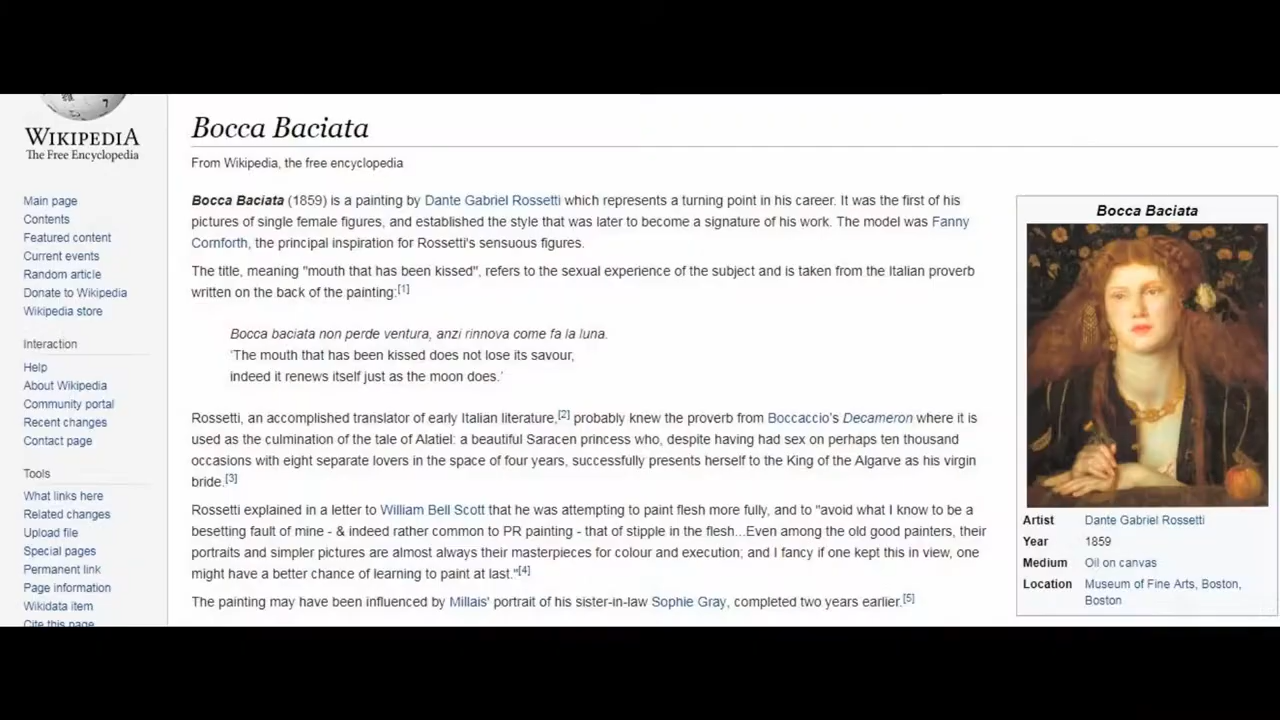 WIKIPEDIA
The Free Encyclopedia
Main page
Contents
Featured content
Current events
Random article
Donate to Wikipedia
Wikipedia store
Interaction
Help
About Wikipedia
Community portal
Recent changes
Contact page
Tools
What links here
Related changes
Upload file
Special pages
Permanent link
Page information
Wikidata item
Cite this page
Bocca Baciata
From Wikipedia, the free encyclopedia
Bocca Baciata (1859) is a painting by Dante Gabriel Rossetti which represents a turning point in his career. It was the first of his
pictures of single female figures, and established the style that was later to become a signature of his work. The model was Fanny
Cornforth, the principal inspiration for Rossetti's sensuous figures.
The title, meaning "mouth that has been kissed", refers to the sexual experience of the subject and is taken from the Italian proverb
written on the back of the painting:[1]
Bocca baciata non perde ventura, anzi rinnova come fa la luna.
'The mouth that has been kissed does not lose its savour,
indeed it renews itself just as the moon does.'
Rossetti, an accomplished translator of early Italian literature,[2] probably knew the proverb from Boccaccio's Decameron where it is
used as the culmination of the tale of Alatiel: a beautiful Saracen princess who, despite having had sex on perhaps ten thousand
occasions with eight separate lovers in the space of four years, successfully presents herself to the King of the Algarve as his virgin
bride.[3]
Rossetti explained in a letter to William Bell Scott that he was attempting to paint flesh more fully, and to "avoid what I know to be a
besetting fault of mine - & indeed rather common to PR painting - that of stipple in the flesh...Even among the old good painters, their
portraits and simpler pictures are almost always their masterpieces for colour and execution; and I fancy if one kept this in view, one
might have a better chance of learning to paint at last."[4]
The painting may have been influenced by Millais' portrait of his sister-in-law Sophie Gray, completed two years earlier.[5]
Bocca Baciata
Artist Dante Gabriel Rossetti
Year 1859
Medium Oil on canvas
Location Museum of Fine Arts, Boston,
Boston